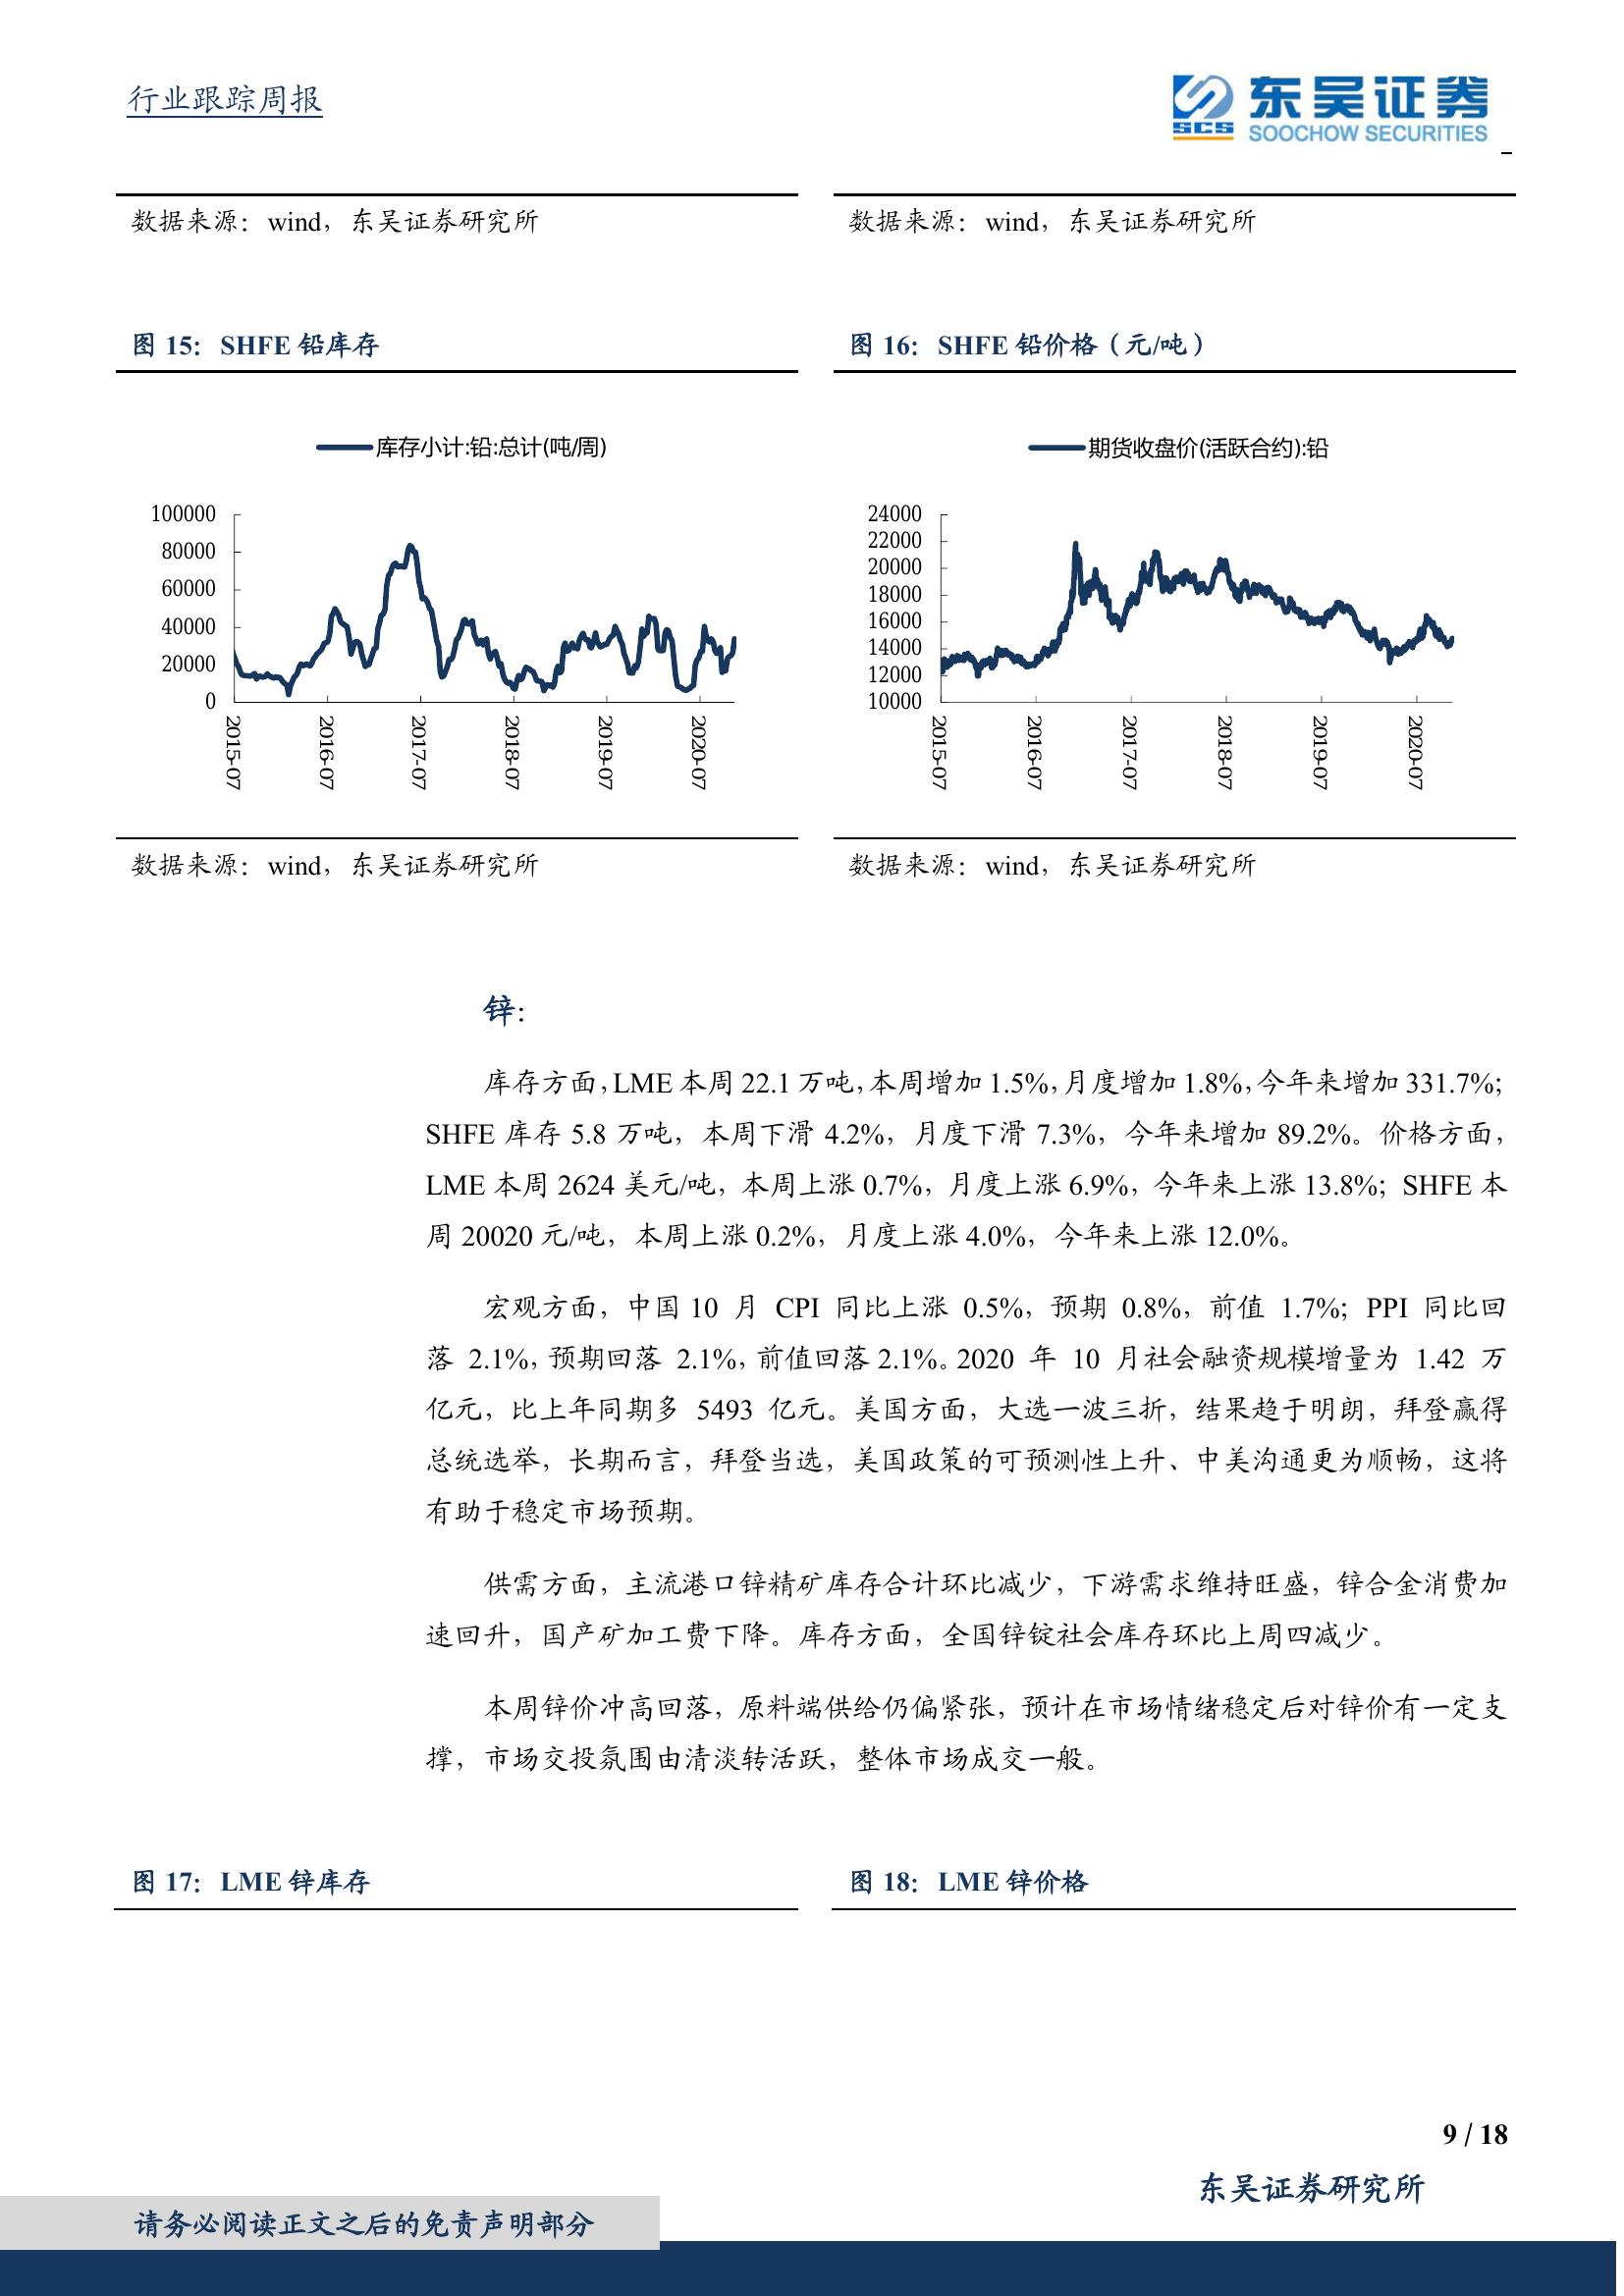 行业跟踪周报
SCS
东吴证券
SOOCHOW SECURITIES
数据来源：wind，东吴证券研究所
数据来源：wind，东吴证券研究所
图 15：SHFE 铅库存
图 16：SHFE 铅价格（元/吨）
库存小计:铅:总计(吨/周)
100000
80000
60000
40000
20000
0
2015-07
2016-07
2017-07
2018-07
2019-07
2020-07
期货收盘价(活跃合约):铅
24000
22000
20000
18000
16000
14000
12000
10000
2015-07
2016-07
2017-07
2018-07
2019-07
2020-07
数据来源：wind，东吴证券研究所
数据来源：wind，东吴证券研究所
锌：
库存方面，LME 本周 22.1 万吨，本周增加 1.5%，月度增加 1.8%，今年来增加 331.7%；
SHFE 库存 5.8 万吨，本周下滑 4.2%，月度下滑 7.3%，今年来增加 89.2%。价格方面，
LME 本周 2624 美元/吨，本周上涨 0.7%，月度上涨 6.9%，今年来上涨 13.8%；SHFE 本
周 20020 元/吨，本周上涨 0.2%，月度上涨 4.0%，今年来上涨 12.0%。
宏观方面，中国 10 月 CPI 同比上涨 0.5%，预期 0.8%，前值 1.7%；PPI 同比回
落 2.1%，预期回落 2.1%，前值回落 2.1%。2020 年 10 月社会融资规模增量为 1.42 万
亿元，比上年同期多 5493 亿元。美国方面，大选一波三折，结果趋于明朗，拜登赢得
总统选举，长期而言，拜登当选，美国政策的可预测性上升、中美沟通更为顺畅，这将
有助于稳定市场预期。
供需方面，主流港口锌精矿库存合计环比减少，下游需求维持旺盛，锌合金消费加
速回升，国产矿加工费下降。库存方面，全国锌锭社会库存环比上周四减少。
本周锌价冲高回落，原料端供给仍偏紧张，预计在市场情绪稳定后对锌价有一定支
撑，市场交投氛围由清淡转活跃，整体市场成交一般。
图 17：LME 锌库存
图 18：LME 锌价格
9 / 18
东吴证券研究所
请务必阅读正文之后的免责声明部分